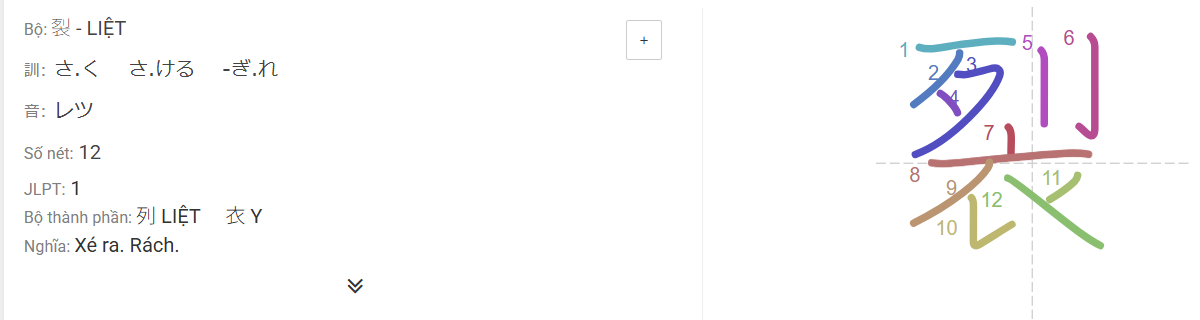 Bộ: 裂 - LIỆT
+
訓: さ.く さ.ける -ぎ.れ
音: レツ
Số nét: 12
JLPT: 1
Bộ thành phần: 列 LIỆT 衣 Y
Nghĩa: Xé ra. Rách.
1 2 3 4 5 6
7
8 9 10 11 12
裂